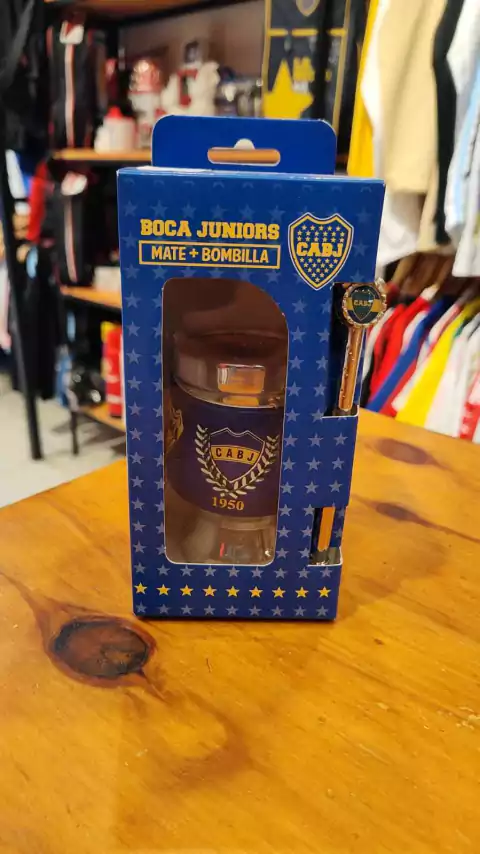 BOCA JUNIORS
MATE + BOMBILLA
CABJ
CABJ
CABJ
1950